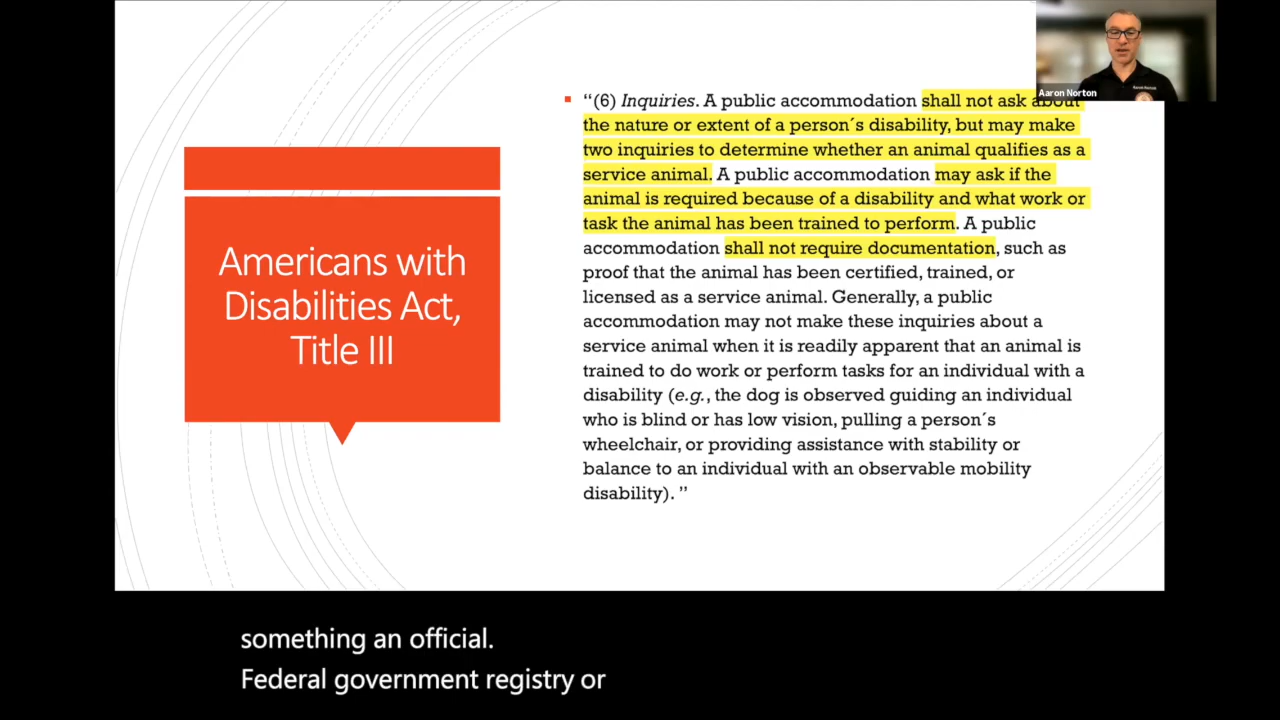 Aaron Norton
Americans with
Disabilities Act,
Title III
“(6) Inquiries. A public accommodation shall not ask about
the nature or extent of a person´s disability, but may make
two inquiries to determine whether an animal qualifies as a
service animal. A public accommodation may ask if the
animal is required because of a disability and what work or
task the animal has been trained to perform. A public
accommodation shall not require documentation, such as
proof that the animal has been certified, trained, or
licensed as a service animal. Generally, a public
accommodation may not make these inquiries about a
service animal when it is readily apparent that an animal is
trained to do work or perform tasks for an individual with a
disability (e.g., the dog is observed guiding an individual
who is blind or has low vision, pulling a person´s
wheelchair, or providing assistance with stability or
balance to an individual with an observable mobility
disability). ”
something an official.
Federal government registry or